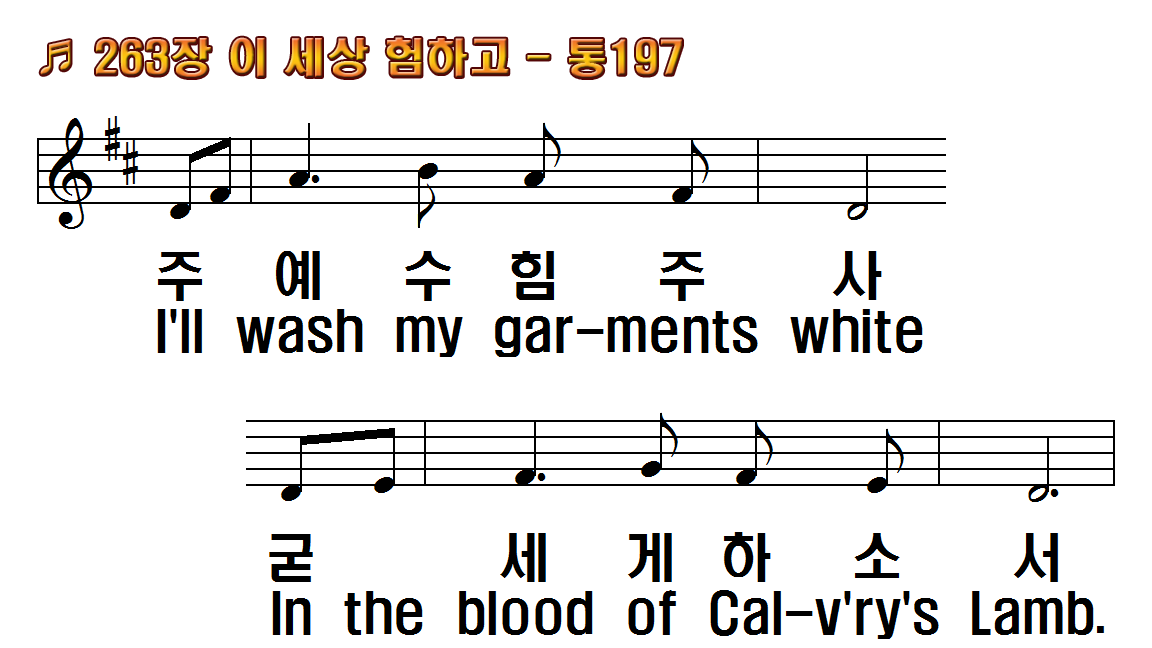 263장 이 세상 험하고 - 통197
주 예 수 힘 주 사
I'll wash my gar-ments white
굳 세 게 하 소 서
In the blood of Cal-v'ry's Lamb.